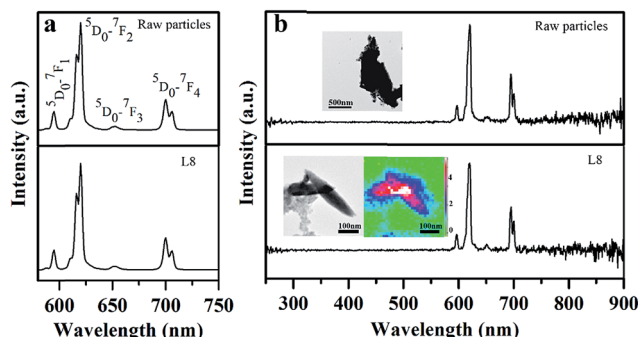 a
Raw particles
⁵D₀-⁷F₁
⁵D₀-⁷F₂
⁵D₀-⁷F₃
⁵D₀-⁷F₄
L8
Intensity (a.u.)
600 650 700 750
Wavelength (nm)
b
Raw particles
500nm
L8
100nm
100nm
4
2
0
Intensity (a.u.)
300 400 500 600 700 800 900
Wavelength (nm)